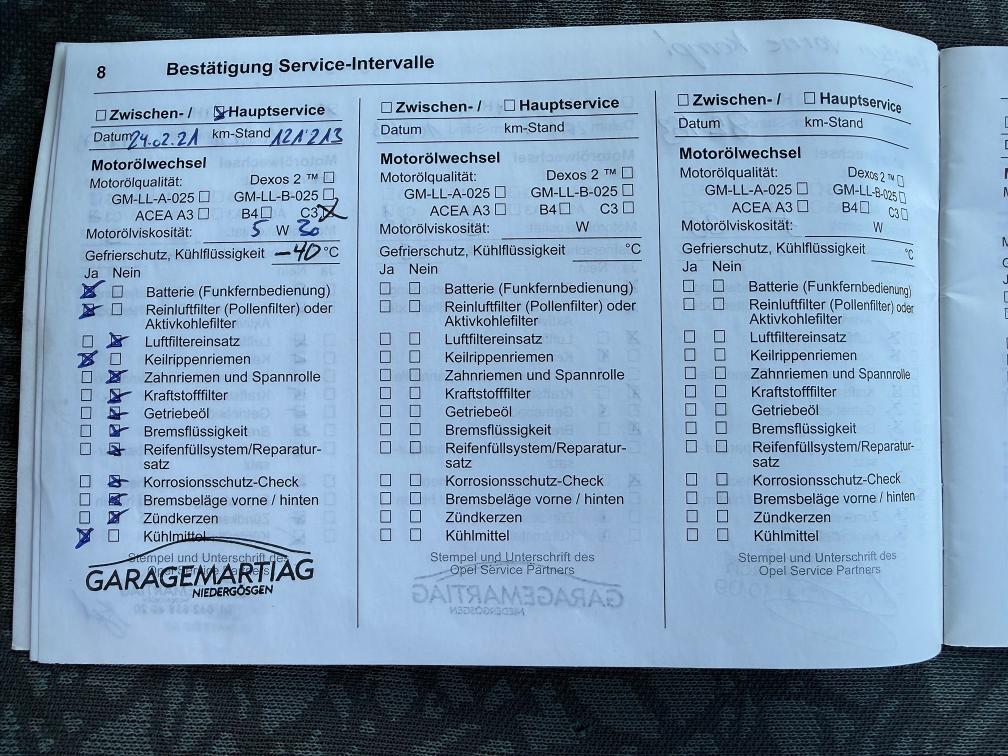 8 Bestätigung Service-Intervalle
☐ Zwischen- / ☒ Hauptservice
Datum 24.02.21 km-Stand 121'213
Motorölwechsel
Motorölqualität: Dexos 2 ™ ☐
GM-LL-A-025 ☐ GM-LL-B-025 ☐
ACEA A3 ☐ B4 ☐ C3 ☒
Motorölviskosität: 5 W 30
Gefrierschutz, Kühlflüssigkeit -40 °C
Ja Nein
☒ ☐ Batterie (Funkfernbedienung)
☒ ☐ Reinluftfilter (Pollenfilter) oder
Aktivkohlefilter
☐ ☒ Luftfiltereinsatz
☒ ☐ Keilrippenriemen
☐ ☒ Zahnriemen und Spannrolle
☐ ☒ Kraftstofffilter
☐ ☒ Getriebeöl
☐ ☒ Bremsflüssigkeit
☐ ☒ Reifenfüllsystem/Reparatur-
satz
☐ ☒ Korrosionsschutz-Check
☐ ☒ Bremsbeläge vorne / hinten
☐ ☒ Zündkerzen
☒ ☐ Kühlmittel
Stempel und Unterschrift des
Opel Service Partners
GARAGEMARTIAG
NIEDERGÖSGEN
☐ Zwischen- / ☐ Hauptservice
Datum km-Stand
Motorölwechsel
Motorölqualität: Dexos 2 ™ ☐
GM-LL-A-025 ☐ GM-LL-B-025 ☐
ACEA A3 ☐ B4 ☐ C3 ☐
Motorölviskosität: W
Gefrierschutz, Kühlflüssigkeit °C
Ja Nein
☐ ☐ Batterie (Funkfernbedienung)
☐ ☐ Reinluftfilter (Pollenfilter) oder
Aktivkohlefilter
☐ ☐ Luftfiltereinsatz
☐ ☐ Keilrippenriemen
☐ ☐ Zahnriemen und Spannrolle
☐ ☐ Kraftstofffilter
☐ ☐ Getriebeöl
☐ ☐ Bremsflüssigkeit
☐ ☐ Reifenfüllsystem/Reparatur-
satz
☐ ☐ Korrosionsschutz-Check
☐ ☐ Bremsbeläge vorne / hinten
☐ ☐ Zündkerzen
☐ ☐ Kühlmittel
Stempel und Unterschrift des
Opel Service Partners
☐ Zwischen- / ☐ Hauptservice
Datum km-Stand
Motorölwechsel
Motorölqualität: Dexos 2 ™ ☐
GM-LL-A-025 ☐ GM-LL-B-025 ☐
ACEA A3 ☐ B4 ☐ C3 ☐
Motorölviskosität: W
Gefrierschutz, Kühlflüssigkeit °C
Ja Nein
☐ ☐ Batterie (Funkfernbedienung)
☐ ☐ Reinluftfilter (Pollenfilter) oder
Aktivkohlefilter
☐ ☐ Luftfiltereinsatz
☐ ☐ Keilrippenriemen
☐ ☐ Zahnriemen und Spannrolle
☐ ☐ Kraftstofffilter
☐ ☐ Getriebeöl
☐ ☐ Bremsflüssigkeit
☐ ☐ Reifenfüllsystem/Reparatur-
satz
☐ ☐ Korrosionsschutz-Check
☐ ☐ Bremsbeläge vorne / hinten
☐ ☐ Zündkerzen
☐ ☐ Kühlmittel
Stempel und Unterschrift des
Opel Service Partners